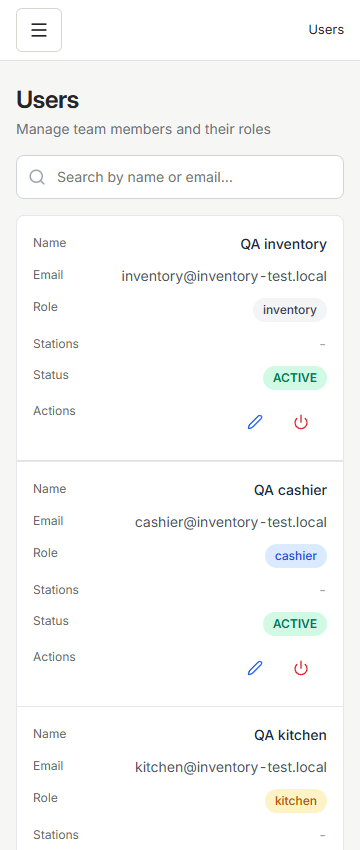 Users
Users
Manage team members and their roles
Search by name or email...
Name QA inventory
Email inventory@inventory-test.local
Role inventory
Stations -
Status ACTIVE
Actions
Name QA cashier
Email cashier@inventory-test.local
Role cashier
Stations -
Status ACTIVE
Actions
Name QA kitchen
Email kitchen@inventory-test.local
Role kitchen
Stations -